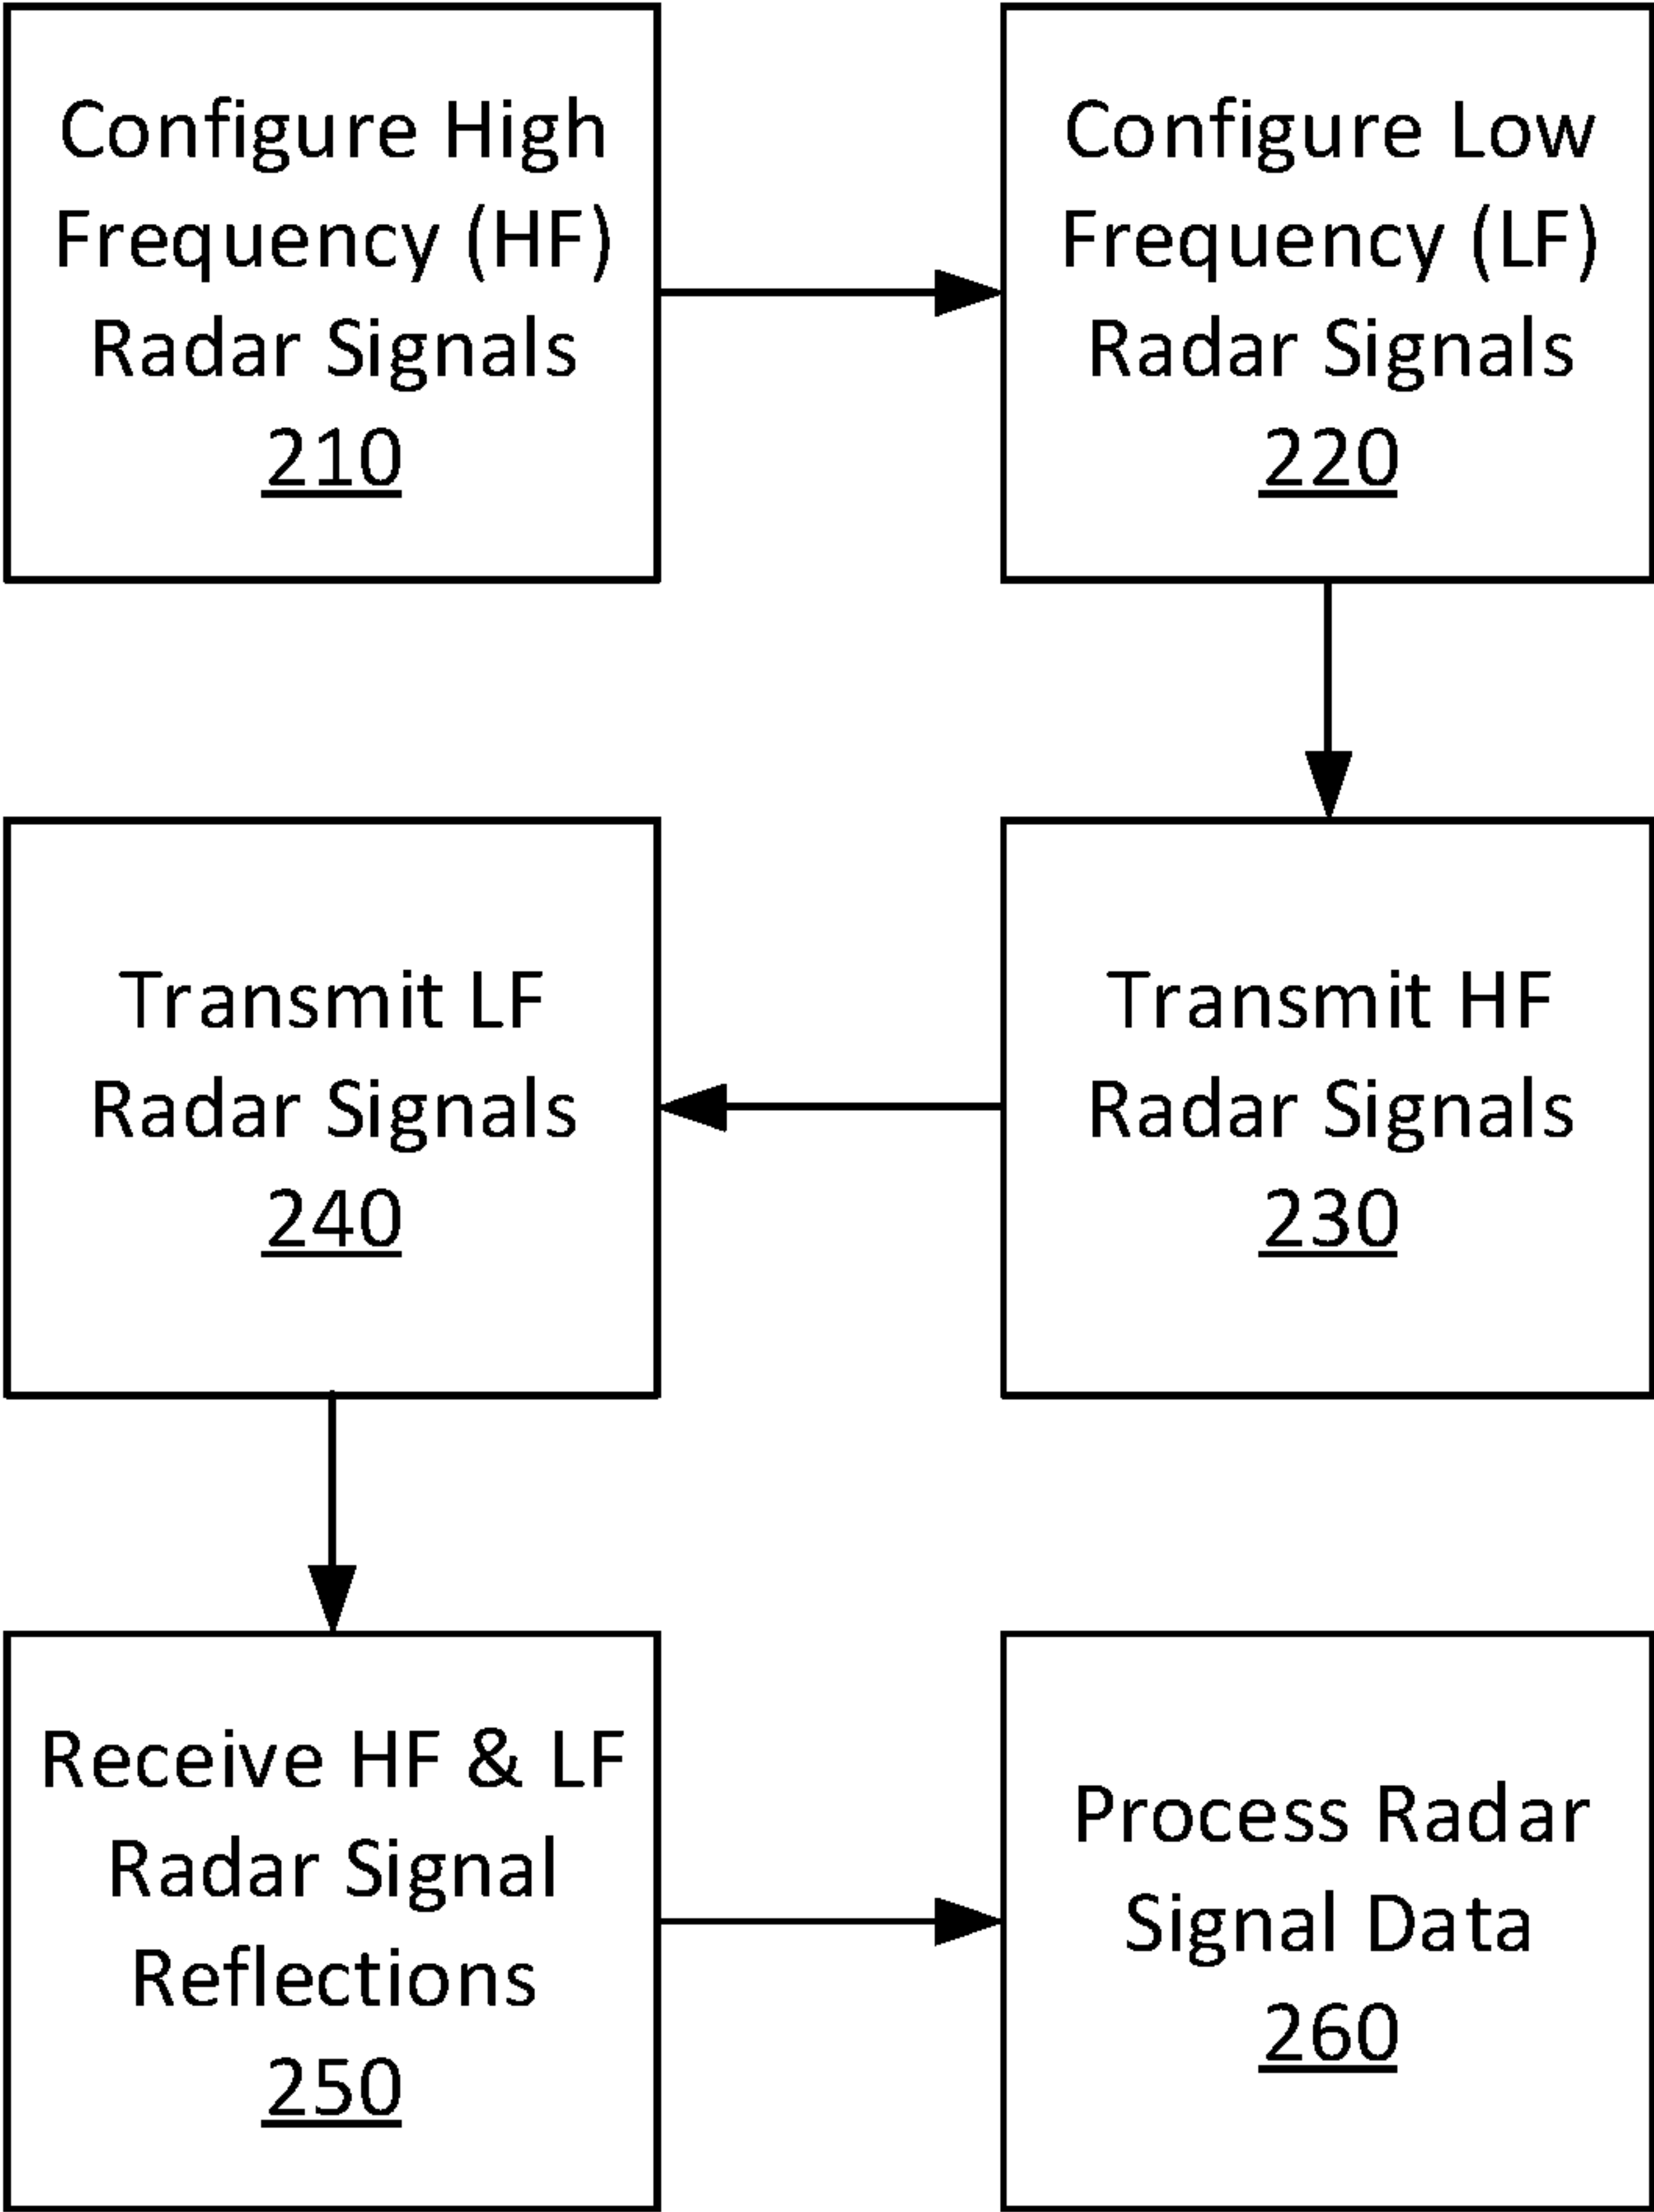 Configure High
Frequency (HF)
Radar Signals
210
Configure Low
Frequency (LF)
Radar Signals
220
Transmit LF
Radar Signals
240
Transmit HF
Radar Signals
230
Receive HF & LF
Radar Signal
Reflections
250
Process Radar
Signal Data
260